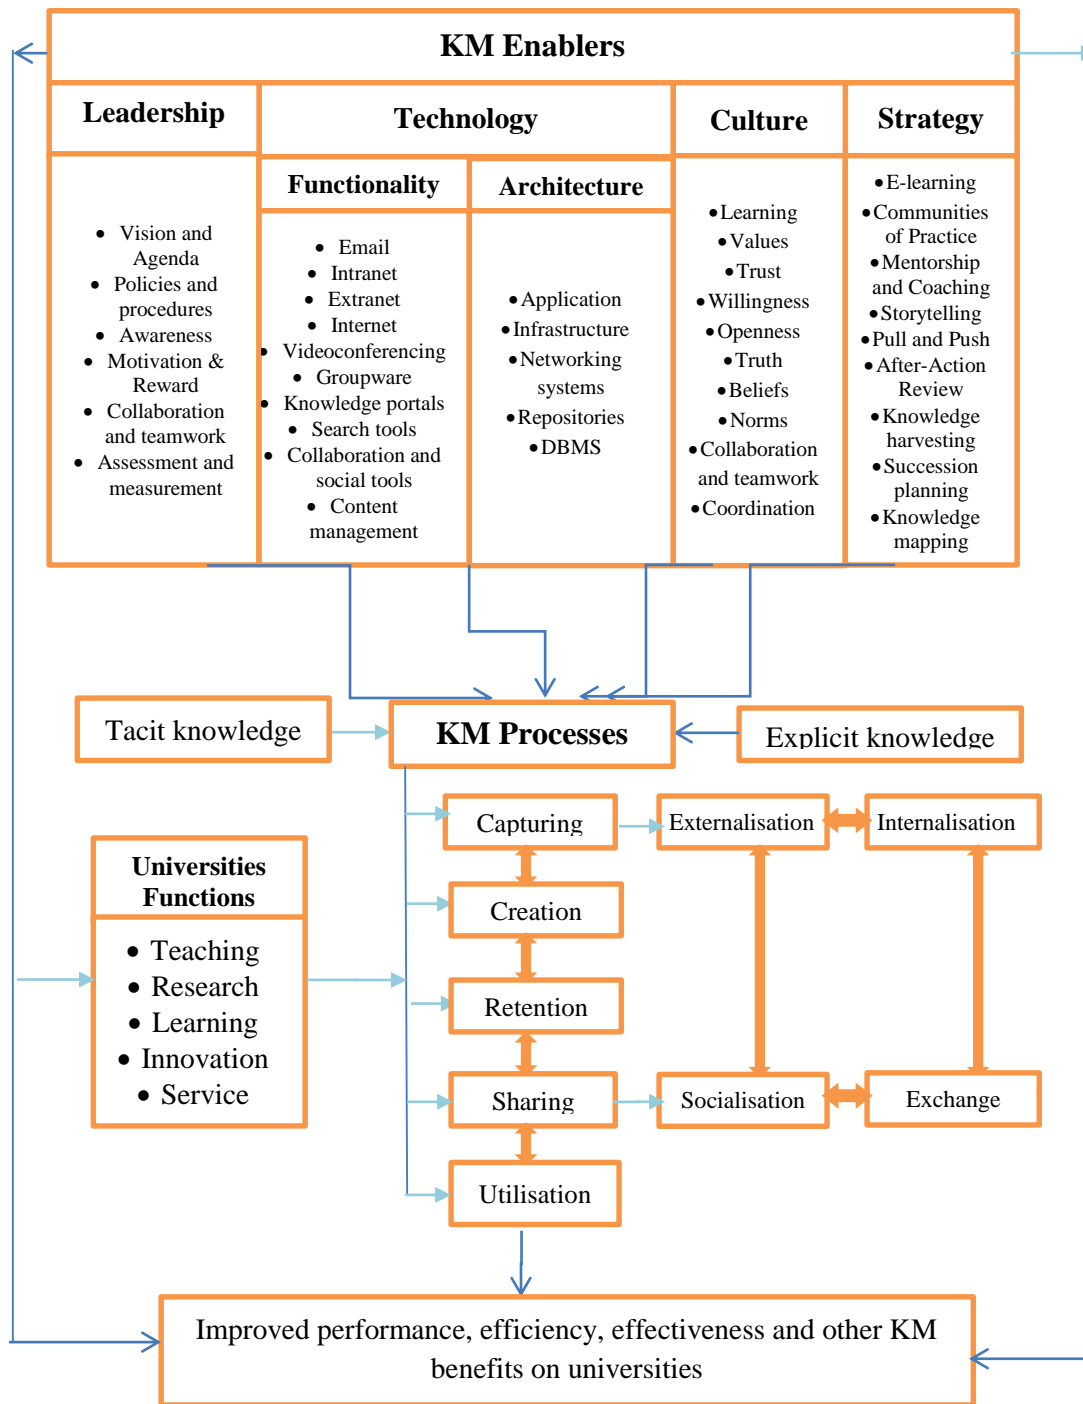 KM Enablers
Leadership
Technology
Culture
Strategy
Functionality
Architecture
• Vision and
Agenda
• Policies and
procedures
• Awareness
• Motivation &
Reward
• Collaboration
and teamwork
• Assessment and
measurement
• Email
• Intranet
• Extranet
• Internet
• Videoconferencing
• Groupware
• Knowledge portals
• Search tools
• Collaboration and
social tools
• Content
management
• Application
• Infrastructure
• Networking
systems
• Repositories
• DBMS
• Learning
• Values
• Trust
• Willingness
• Openness
• Truth
• Beliefs
• Norms
• Collaboration
and teamwork
• Coordination
• E-learning
• Communities
of Practice
• Mentorship
and Coaching
• Storytelling
• Pull and Push
• After-Action
Review
• Knowledge
harvesting
• Succession
planning
• Knowledge
mapping
Tacit knowledge
KM Processes
Explicit knowledge
Capturing
Externalisation
Internalisation
Universities
Functions
• Teaching
• Research
• Learning
• Innovation
• Service
Creation
Retention
Sharing
Socialisation
Exchange
Utilisation
Improved performance, efficiency, effectiveness and other KM
benefits on universities